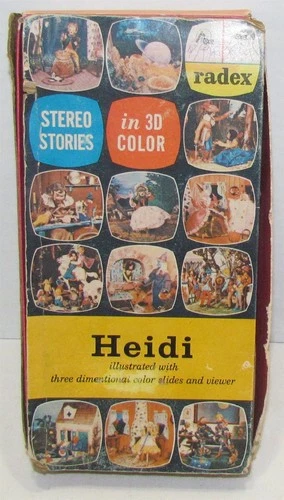 radex
STEREO
STORIES
in 3D
COLOR
Heidi
illustrated with
three dimentional color slides and viewer